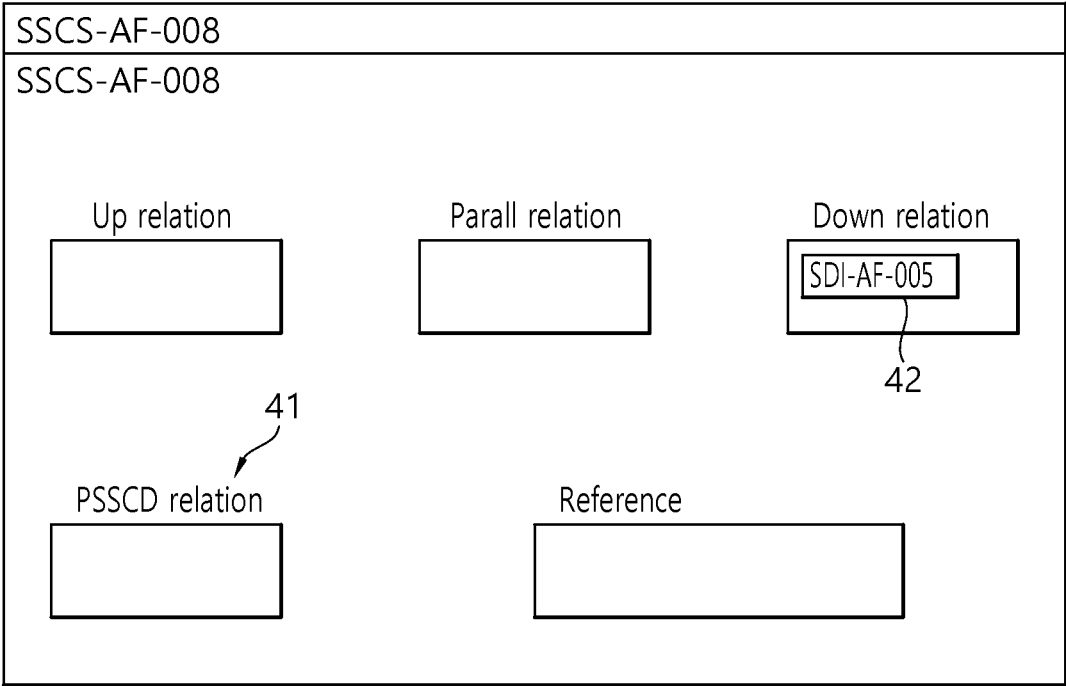 SSCS-AF-008
SSCS-AF-008
Up relation
Parall relation
Down relation
SDI-AF-005
42
41
PSSCD relation
Reference